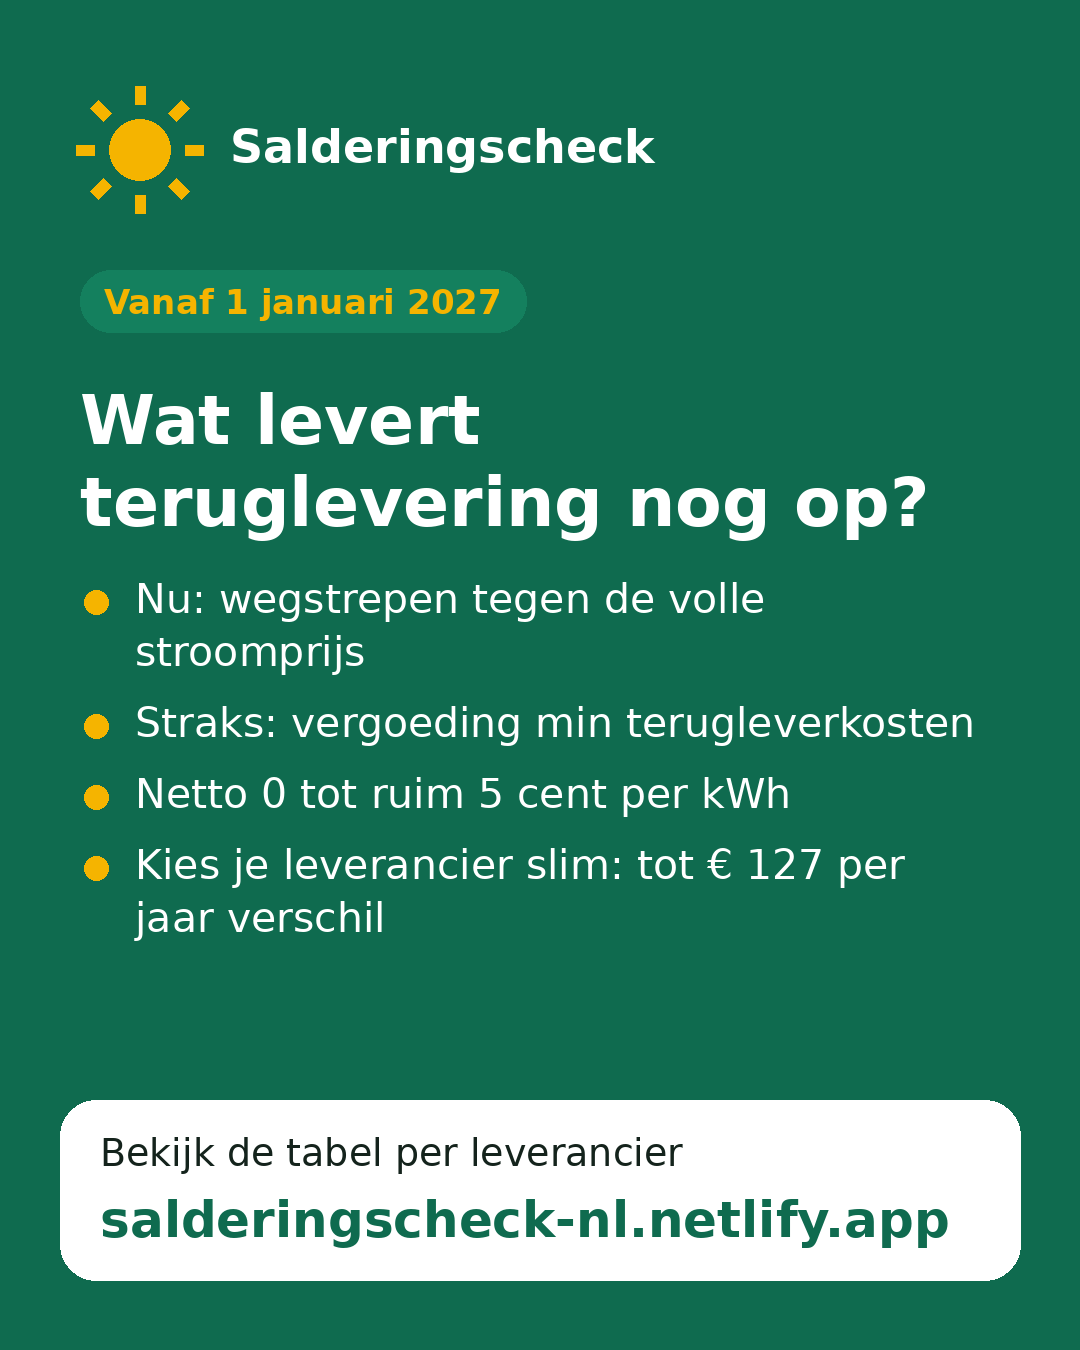 Salderingscheck
Vanaf 1 januari 2027
Wat levert
teruglevering nog op?
Nu: wegstrepen tegen de volle
stroomprijs
Straks: vergoeding min terugleverkosten
Netto 0 tot ruim 5 cent per kWh
Kies je leverancier slim: tot € 127 per
jaar verschil
Bekijk de tabel per leverancier
salderingscheck-nl.netlify.app